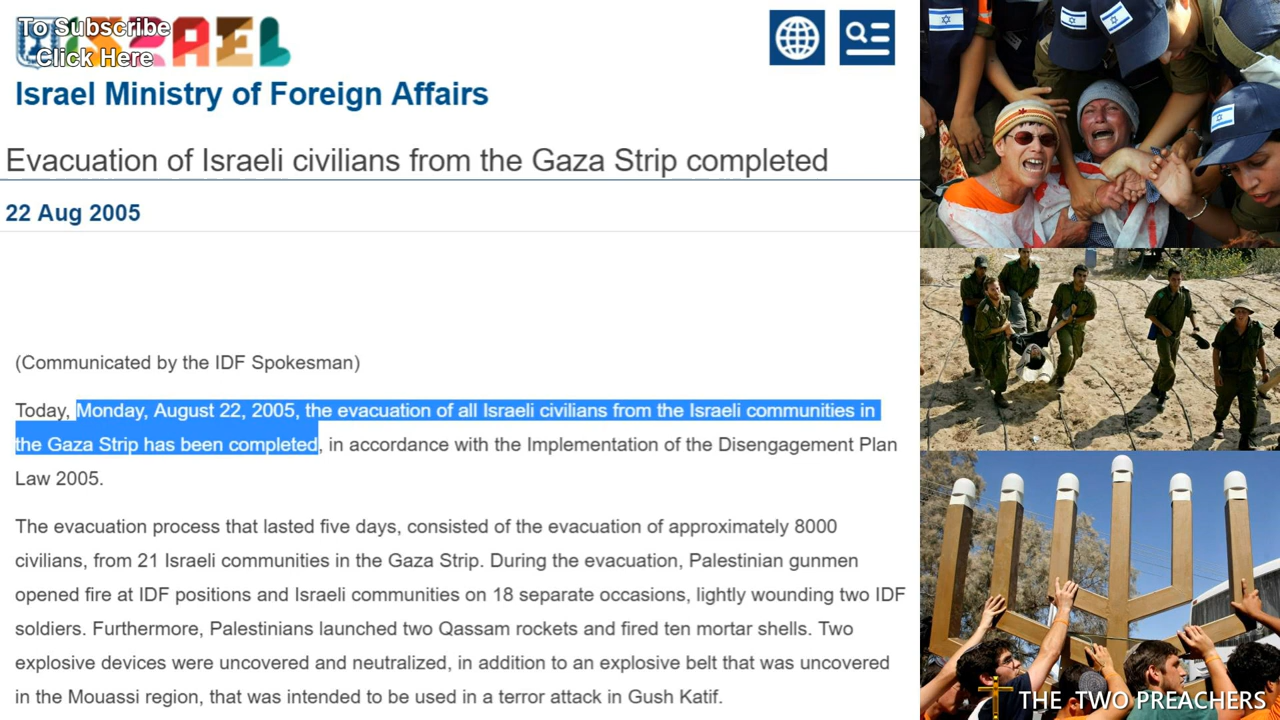 To Subscribe
Click Here
ISRAEL
Israel Ministry of Foreign Affairs
Evacuation of Israeli civilians from the Gaza Strip completed
22 Aug 2005
(Communicated by the IDF Spokesman)
Today, Monday, August 22, 2005, the evacuation of all Israeli civilians from the Israeli communities in
the Gaza Strip has been completed, in accordance with the Implementation of the Disengagement Plan
Law 2005.
The evacuation process that lasted five days, consisted of the evacuation of approximately 8000
civilians, from 21 Israeli communities in the Gaza Strip. During the evacuation, Palestinian gunmen
opened fire at IDF positions and Israeli communities on 18 separate occasions, lightly wounding two IDF
soldiers. Furthermore, Palestinians launched two Qassam rockets and fired ten mortar shells. Two
explosive devices were uncovered and neutralized, in addition to an explosive belt that was uncovered
in the Mouassi region, that was intended to be used in a terror attack in Gush Katif.
THE TWO PREACHERS